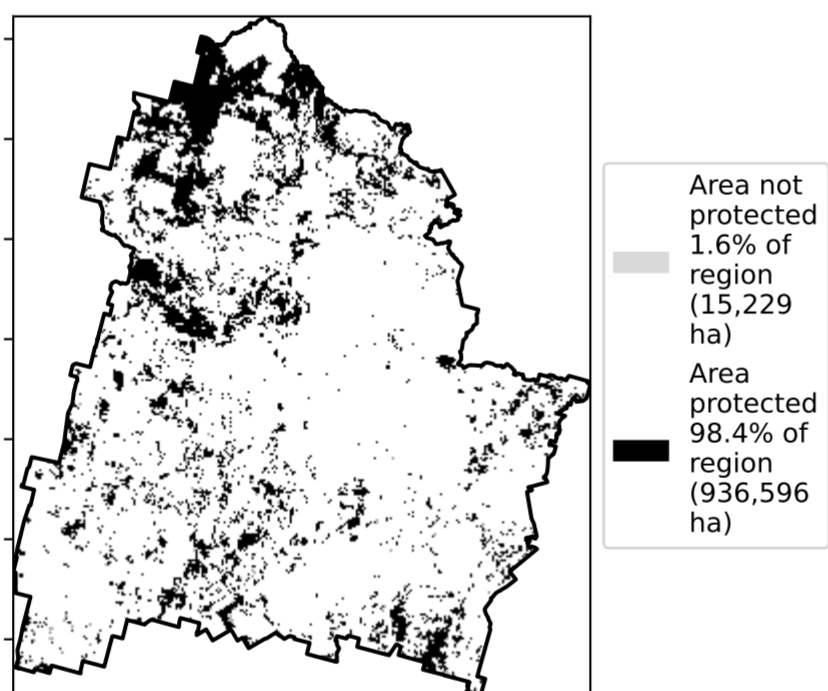 Area not
protected
1.6% of
region
(15,229
ha)
Area
protected
98.4% of
region
(936,596
ha)